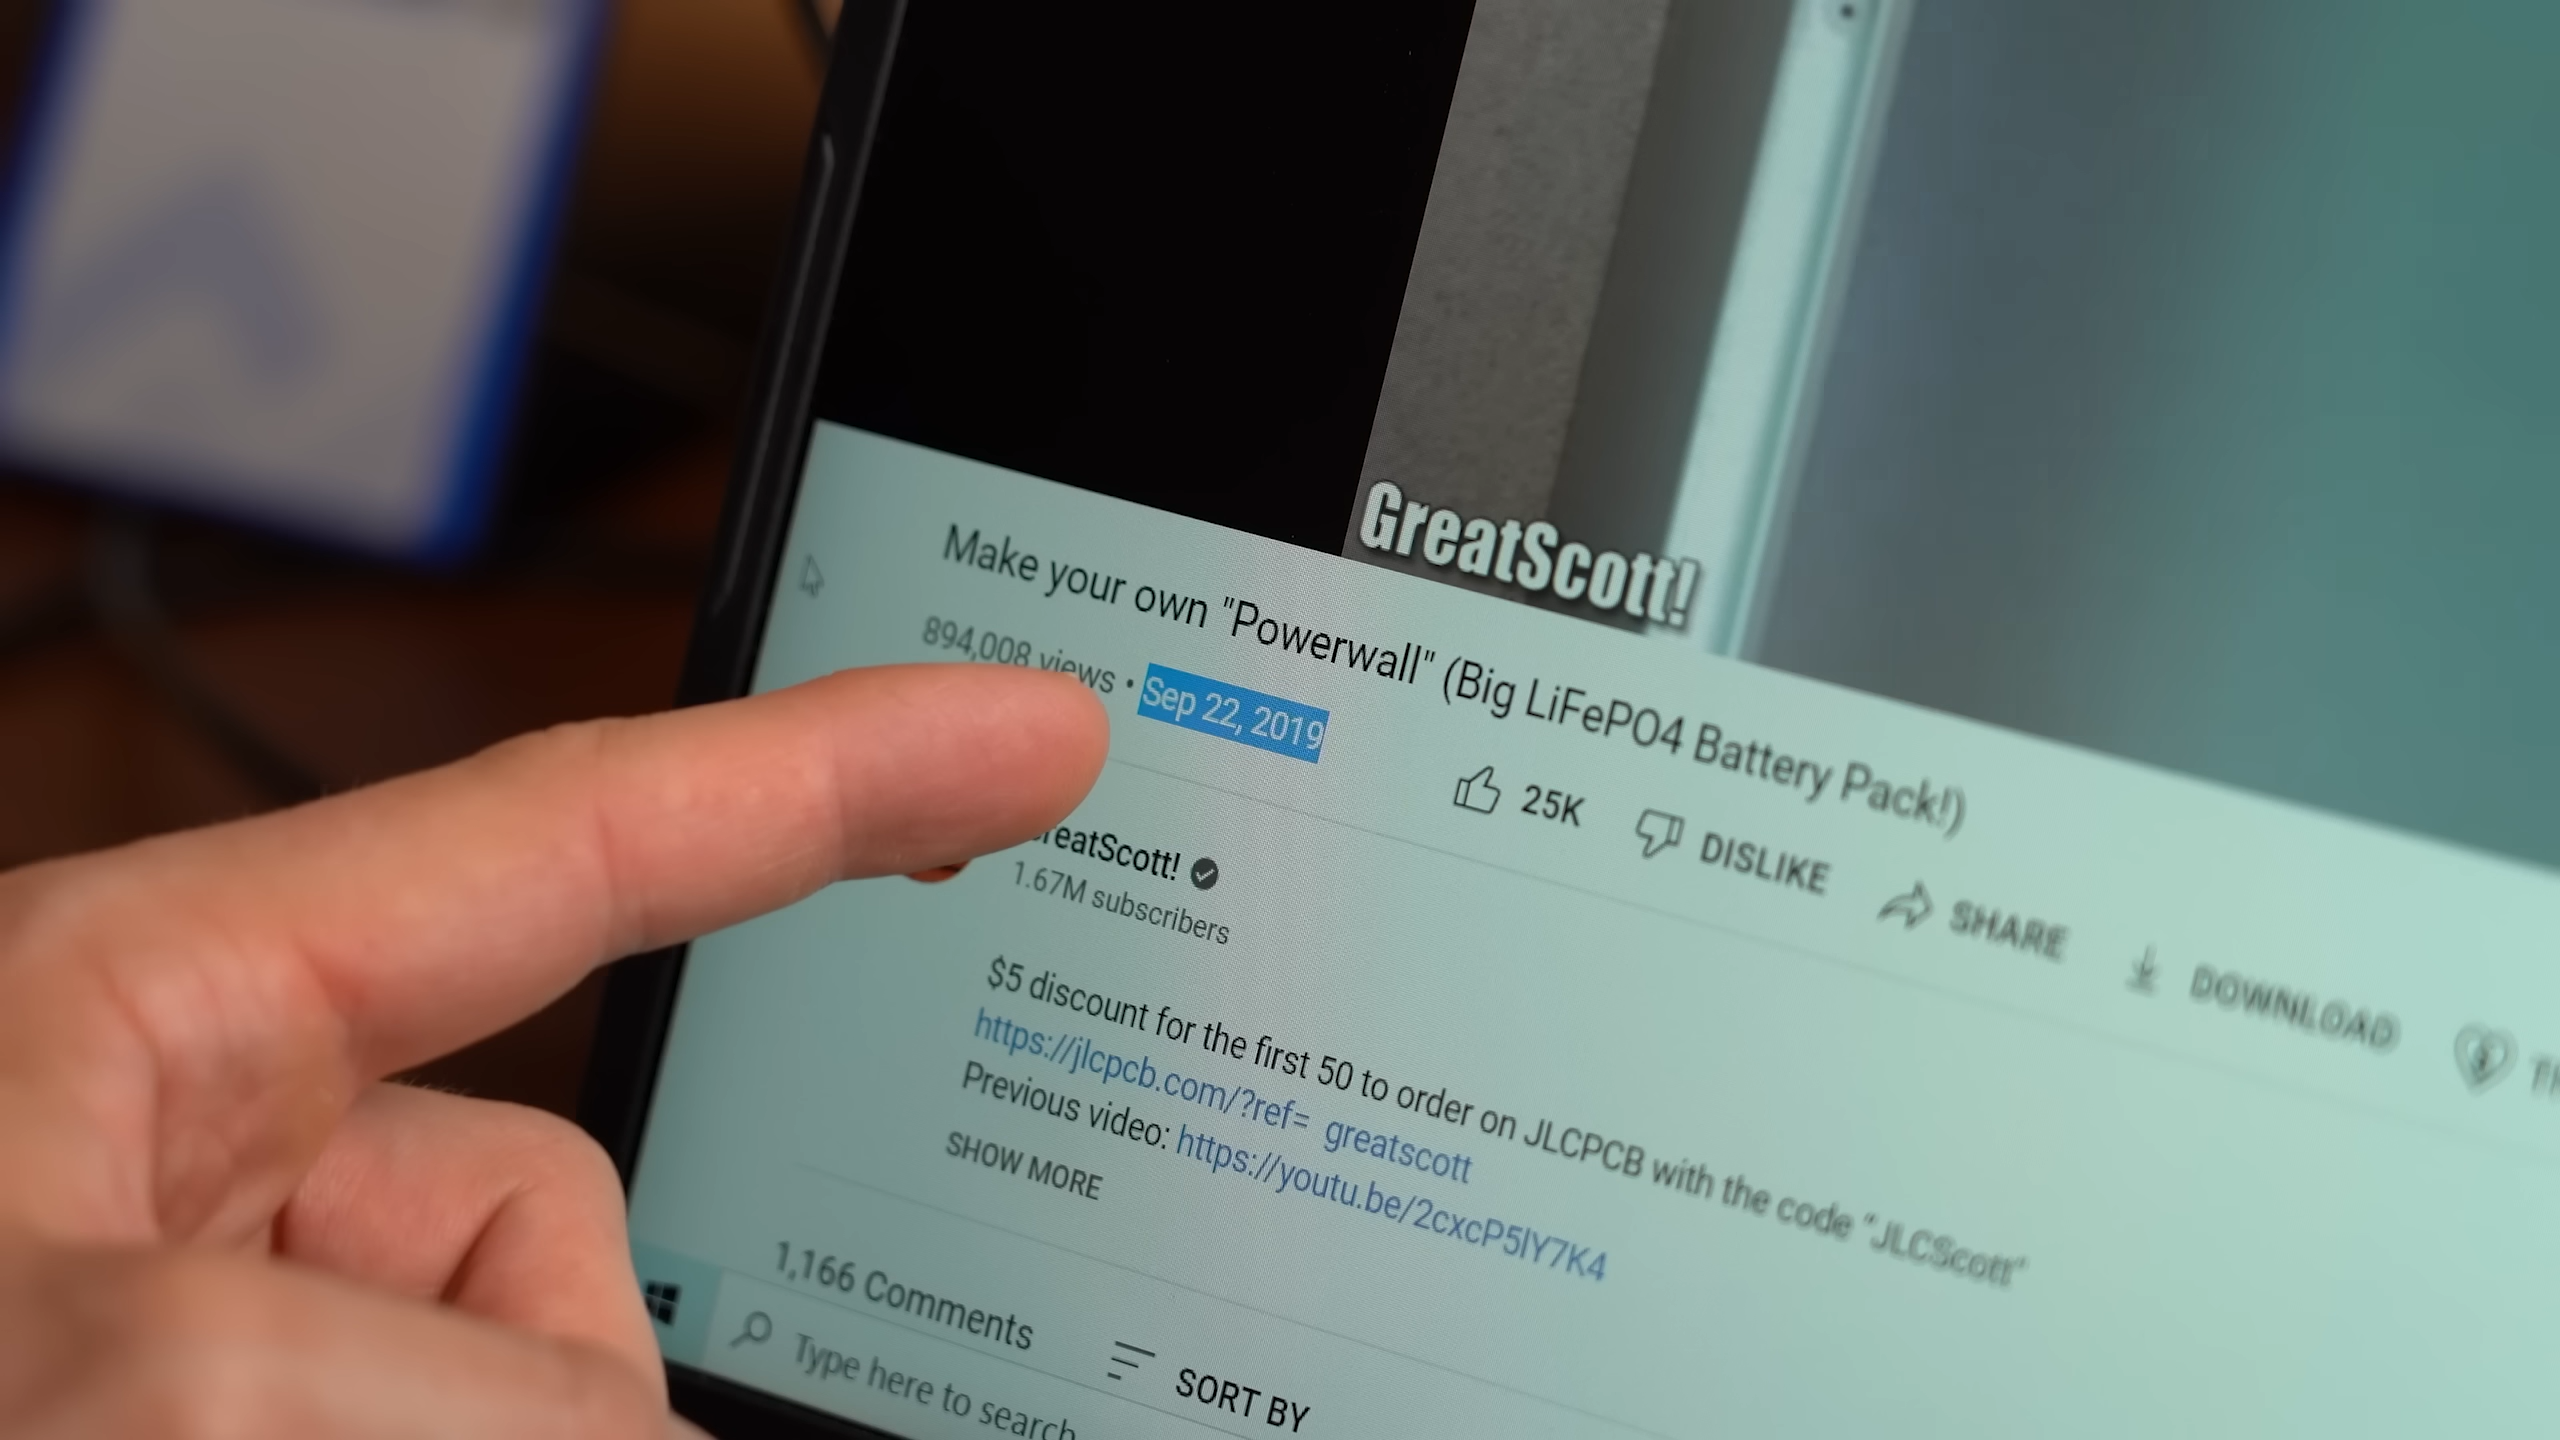 GreatScott!
Make your own "Powerwall" (Big LiFePO4 Battery Pack!)
894,008 views • Sep 22, 2019
25K DISLIKE SHARE DOWNLOAD
GreatScott!
1.67M subscribers
$5 discount for the first 50 to order on JLCPCB with the code "JLCScott"
https://jlcpcb.com/?ref= greatscott
Previous video: https://youtu.be/2cxcP5lY7K4
SHOW MORE
1,166 Comments SORT BY
Type here to search